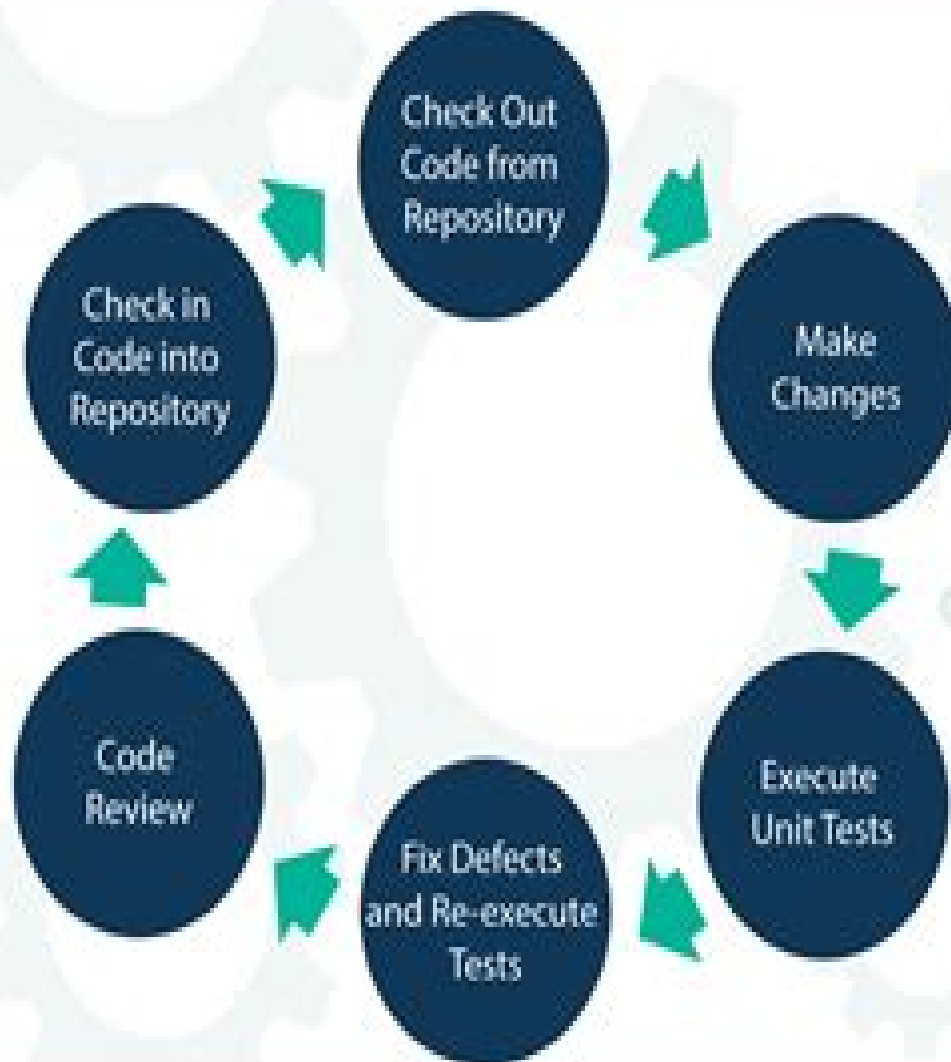 Check Out
Code from
Repository
Make
Changes
Execute
Unit Tests
Fix Defects
and Re-execute
Tests
Code
Review
Check in
Code into
Repository